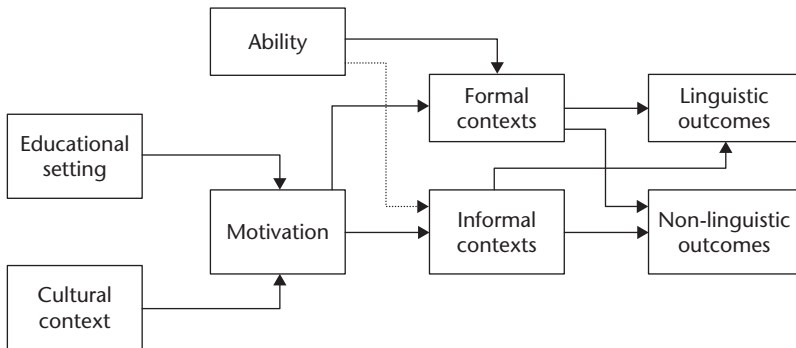 Ability
Formal
contexts
Linguistic
outcomes
Educational
setting
Motivation
Informal
contexts
Non-linguistic
outcomes
Cultural
context